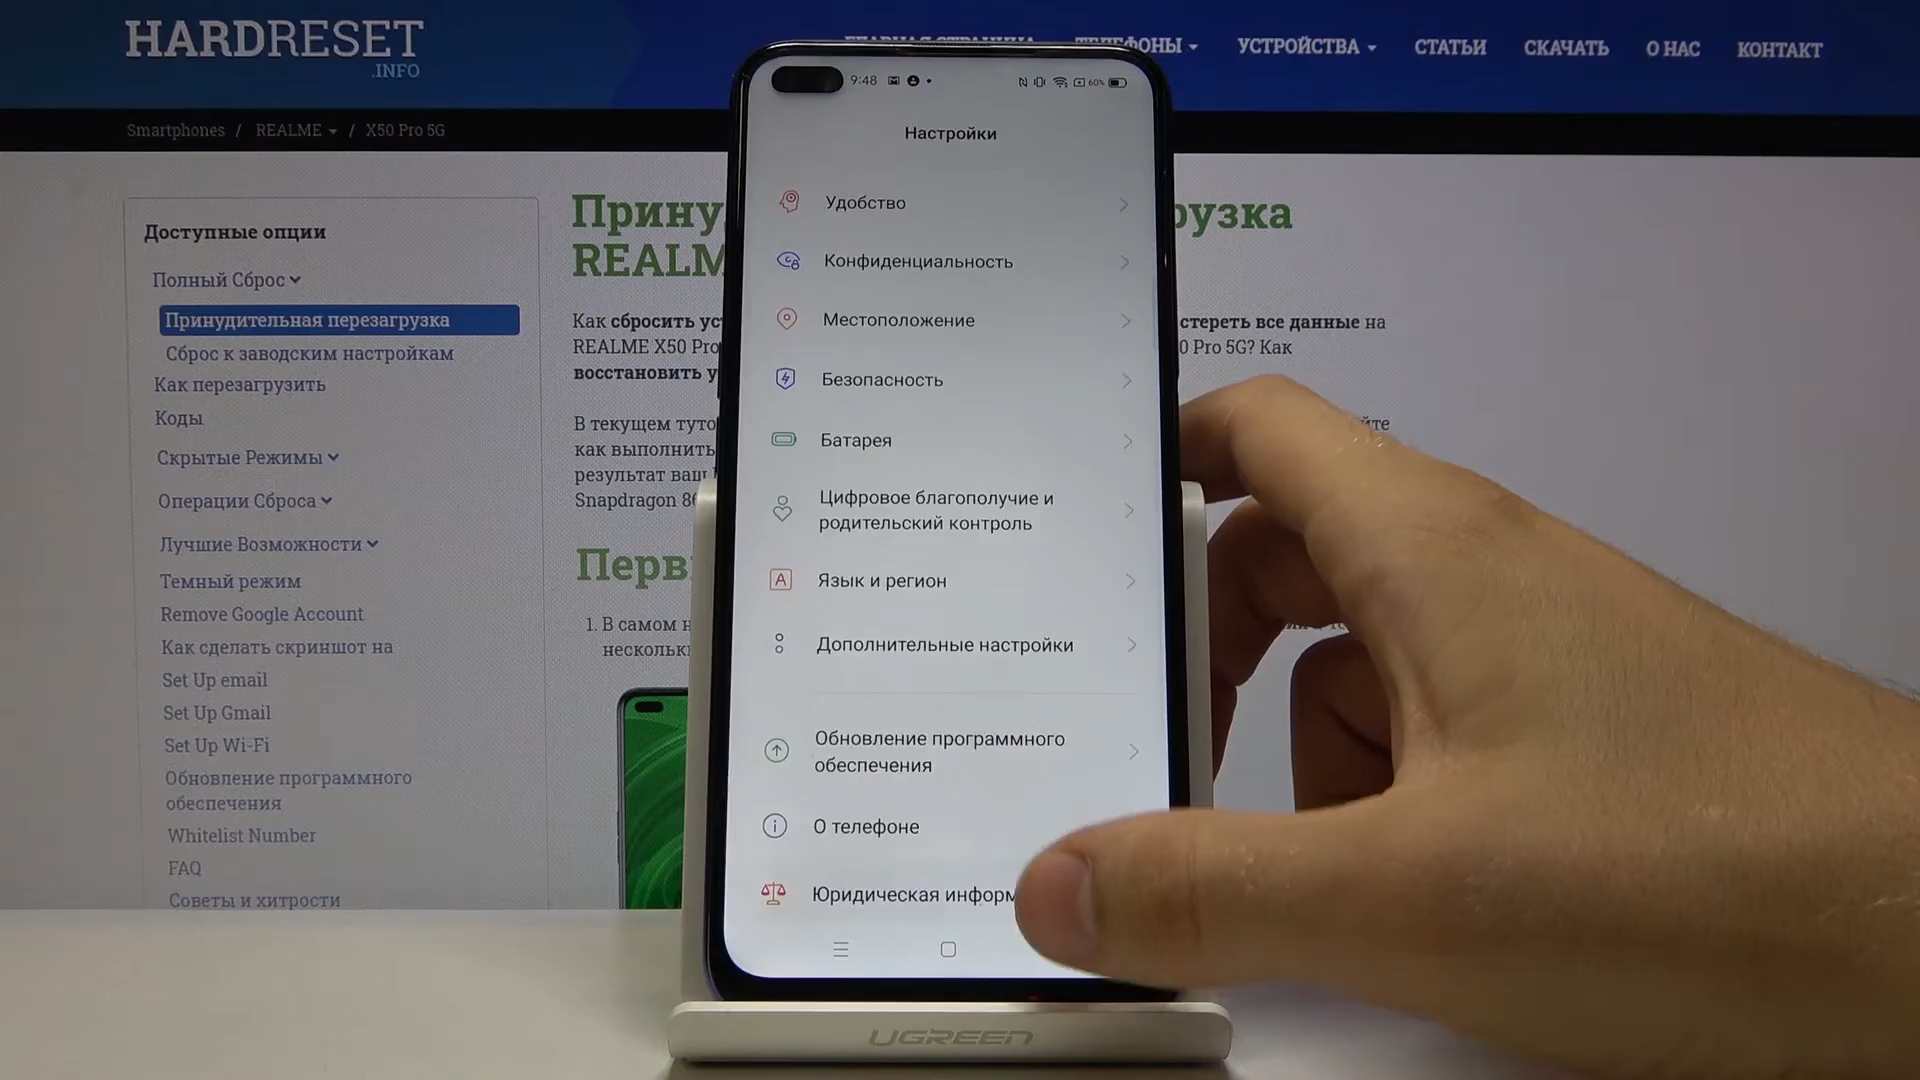 HARDRESET
.INFO
ТЕЛЕФОНЫ
УСТРОЙСТВА
СТАТЬИ
СКАЧАТЬ
О НАС
КОНТАКТ
Smartphones / REALME / X50 Pro 5G
Доступные опции
Полный Сброс
Принудительная перезагрузка
Сброс к заводским настройкам
Как перезагрузить
Коды
Скрытые Режимы
Операции Сброса
Лучшие Возможности
Темный режим
Remove Google Account
Как сделать скриншот на
Set Up email
Set Up Gmail
Set Up Wi-Fi
Обновление программного
обеспечения
Whitelist Number
FAQ
Советы и хитрости
Прину рузка
REALM
Как сбросить ус стереть все данные на
REALME X50 Pro 0 Pro 5G? Как
восстановить у
В текущем туто
как выполнить
результат ваш
Snapdragon 86
Перв
1. В самом н
нескольки
9:48
60%
Настройки
Удобство
Конфиденциальность
Местоположение
Безопасность
Батарея
Цифровое благополучие и
родительский контроль
Язык и регион
Дополнительные настройки
Обновление программного
обеспечения
О телефоне
Юридическая информ
UGREEN